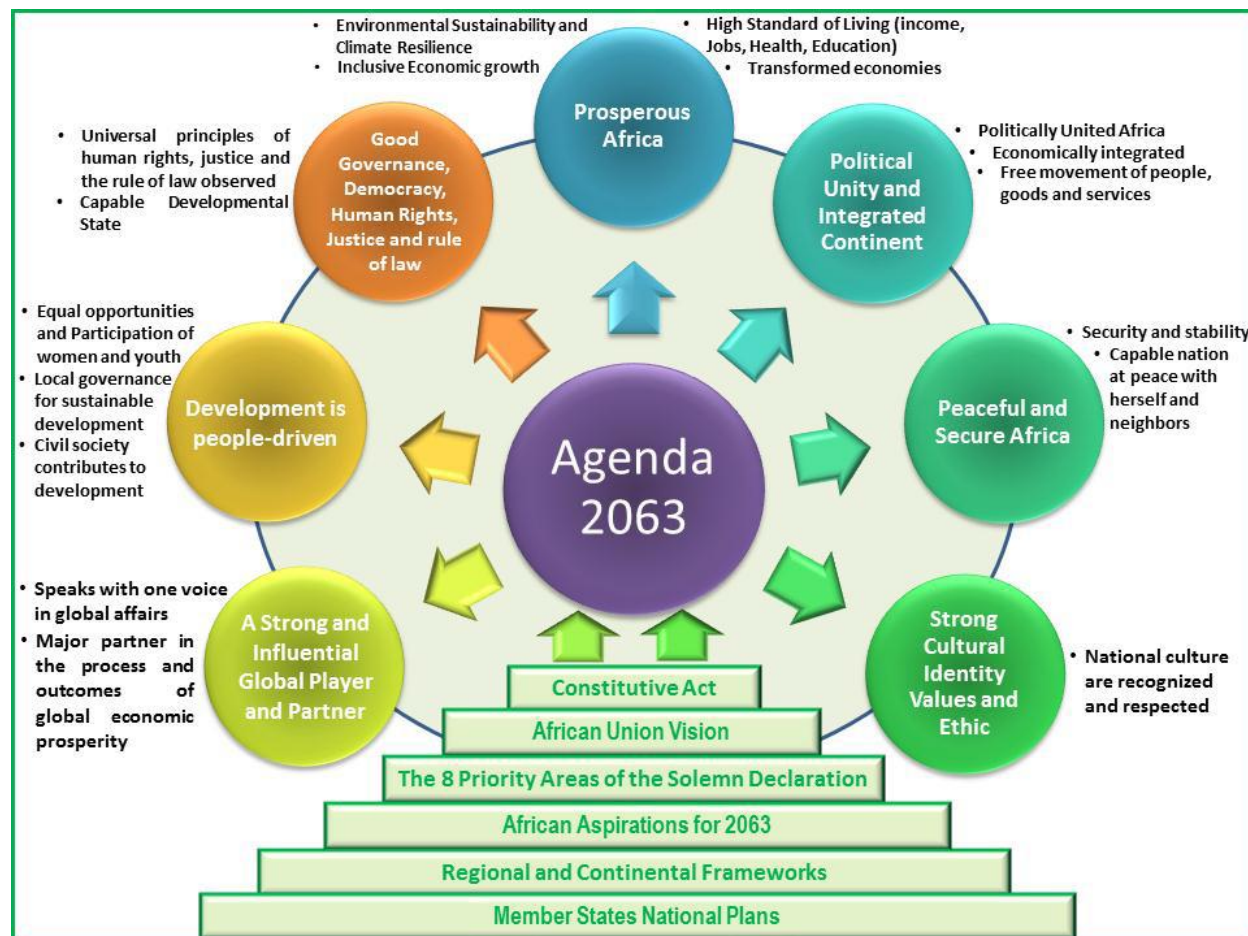 • Environmental Sustainability and
Climate Resilience
• Inclusive Economic growth
• High Standard of Living (income,
Jobs, Health, Education)
• Transformed economies
Prosperous
Africa
• Universal principles of
human rights, justice and
the rule of law observed
• Capable Developmental
State
Good
Governance,
Democracy,
Human Rights,
Justice and rule
of law
Political
Unity and
Integrated
Continent
• Politically United Africa
• Economically integrated
• Free movement of people,
goods and services
• Equal opportunities
and Participation of
women and youth
• Local governance
for sustainable
development
• Civil society
contributes to
development
Development is
people-driven
Agenda
2063
Peaceful and
Secure Africa
• Security and stability
• Capable nation
at peace with
herself and
neighbors
• Speaks with one voice
in global affairs
• Major partner in
the process and
outcomes of
global economic
prosperity
A Strong and
Influential
Global Player
and Partner
Strong
Cultural
Identity
Values and
Ethic
• National culture
are recognized
and respected
Constitutive Act
African Union Vision
The 8 Priority Areas of the Solemn Declaration
African Aspirations for 2063
Regional and Continental Frameworks
Member States National Plans